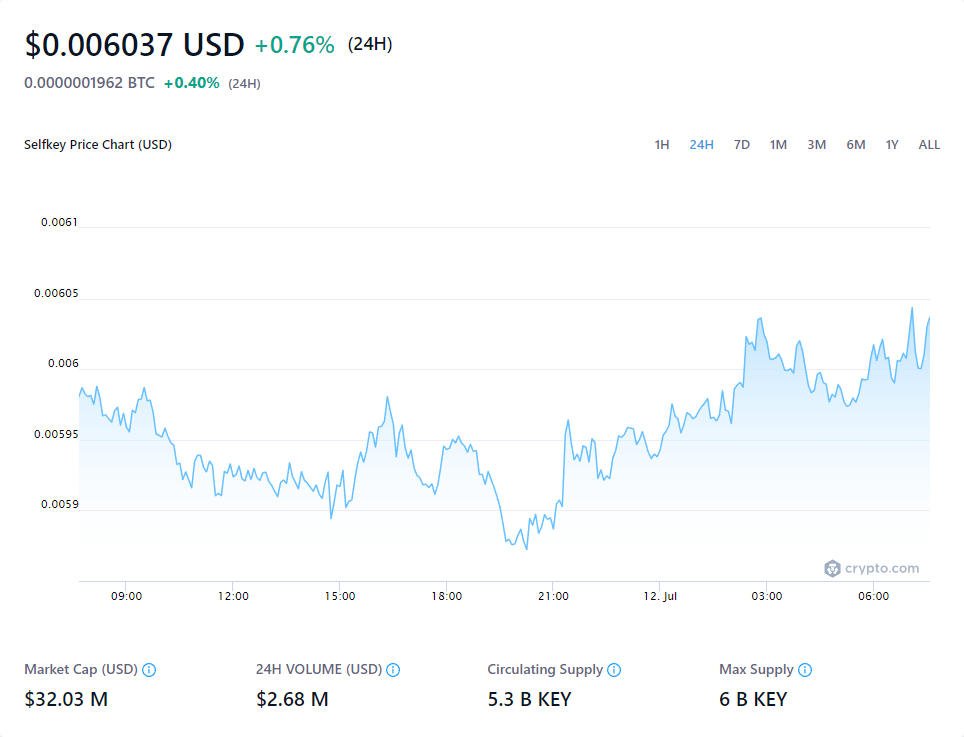 $0.006037 USD +0.76% (24H)
0.0000001962 BTC +0.40% (24H)
Selfkey Price Chart (USD) 1H 24H 7D 1M 3M 6M 1Y ALL
0.0061
0.00605
0.006
0.00595
0.0059
crypto.com
09:00 12:00 15:00 18:00 21:00 12. Jul 03:00 06:00
Market Cap (USD) 24H VOLUME (USD) Circulating Supply Max Supply
$32.03 M $2.68 M 5.3 B KEY 6 B KEY